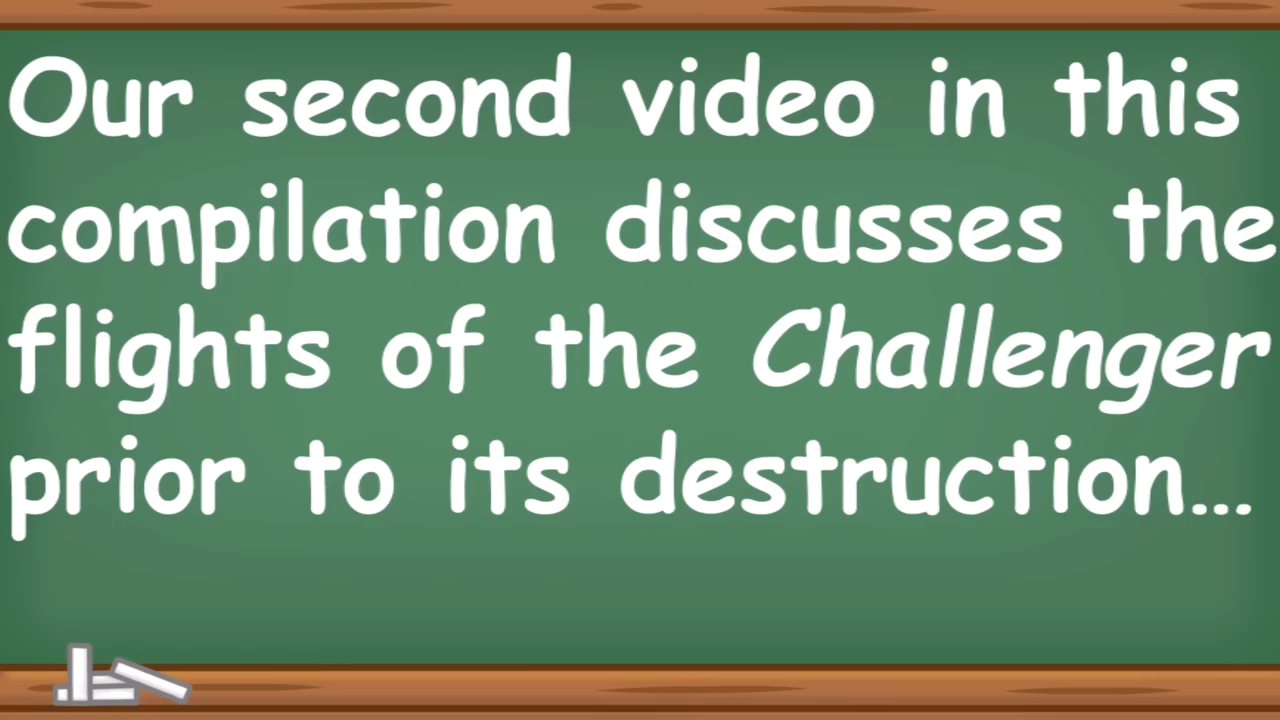 Our second video in this
compilation discusses the
flights of the Challenger
prior to its destruction...